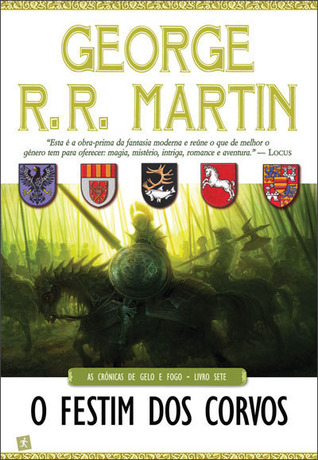 GEORGE
R.R. MARTIN
"Esta é a obra-prima da fantasia moderna e reúne o que de melhor o
género tem para oferecer: magia, mistério, intriga, romance e aventura." — LOCUS
AS CRÓNICAS DE GELO E FOGO - LIVRO SETE
O FESTIM DOS CORVOS